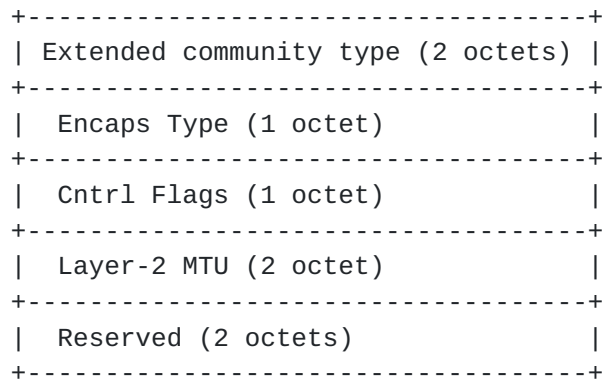 +------------------------------------+
| Extended community type (2 octets) |
+------------------------------------+
|  Encaps Type (1 octet)             |
+------------------------------------+
|  Cntrl Flags (1 octet)             |
+------------------------------------+
|  Layer-2 MTU (2 octet)             |
+------------------------------------+
|  Reserved (2 octets)               |
+------------------------------------+